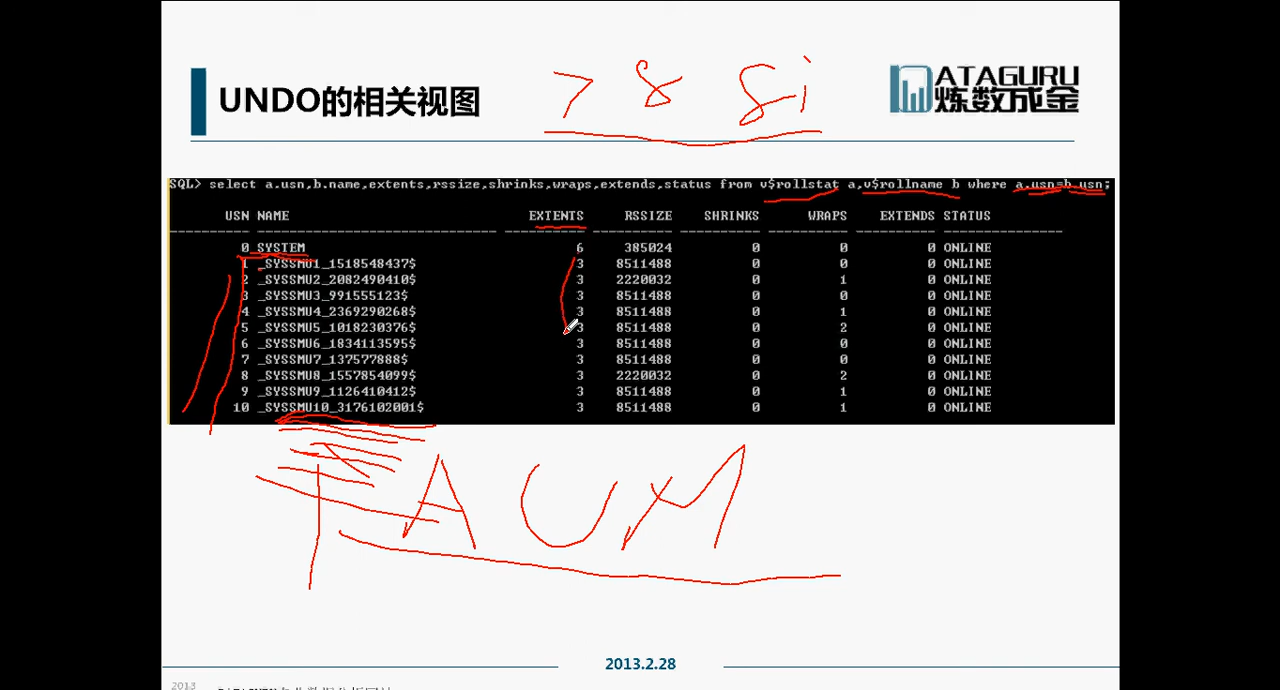 7 8 8i
UNDO的相关视图
ATAGURU
炼数成金
SQL> select a.usn,b.name,extents,rssize,shrinks,wraps,extends,status from v$rollstat a,v$rollname b where a.usn=b.usn;
USN NAME EXTENTS RSSIZE SHRINKS WRAPS EXTENDS STATUS
---------- ------------------------------ ---------- ---------- ---------- ---------- ---------- ---------------
0 SYSTEM 6 385024 0 0 0 ONLINE
1 _SYSSMU1_1518548437$ 3 8511488 0 0 0 ONLINE
2 _SYSSMU2_2082490410$ 3 2220032 0 1 0 ONLINE
3 _SYSSMU3_991555123$ 3 8511488 0 0 0 ONLINE
4 _SYSSMU4_2369290268$ 3 8511488 0 1 0 ONLINE
5 _SYSSMU5_1018230376$ 3 8511488 0 2 0 ONLINE
6 _SYSSMU6_1834113595$ 3 8511488 0 0 0 ONLINE
7 _SYSSMU7_137577888$ 3 8511488 0 0 0 ONLINE
8 _SYSSMU8_1557854099$ 3 2220032 0 2 0 ONLINE
9 _SYSSMU9_1126410412$ 3 8511488 0 1 0 ONLINE
10 _SYSSMU10_3176102001$ 3 8511488 0 1 0 ONLINE
AUM
2013.2.28
2013